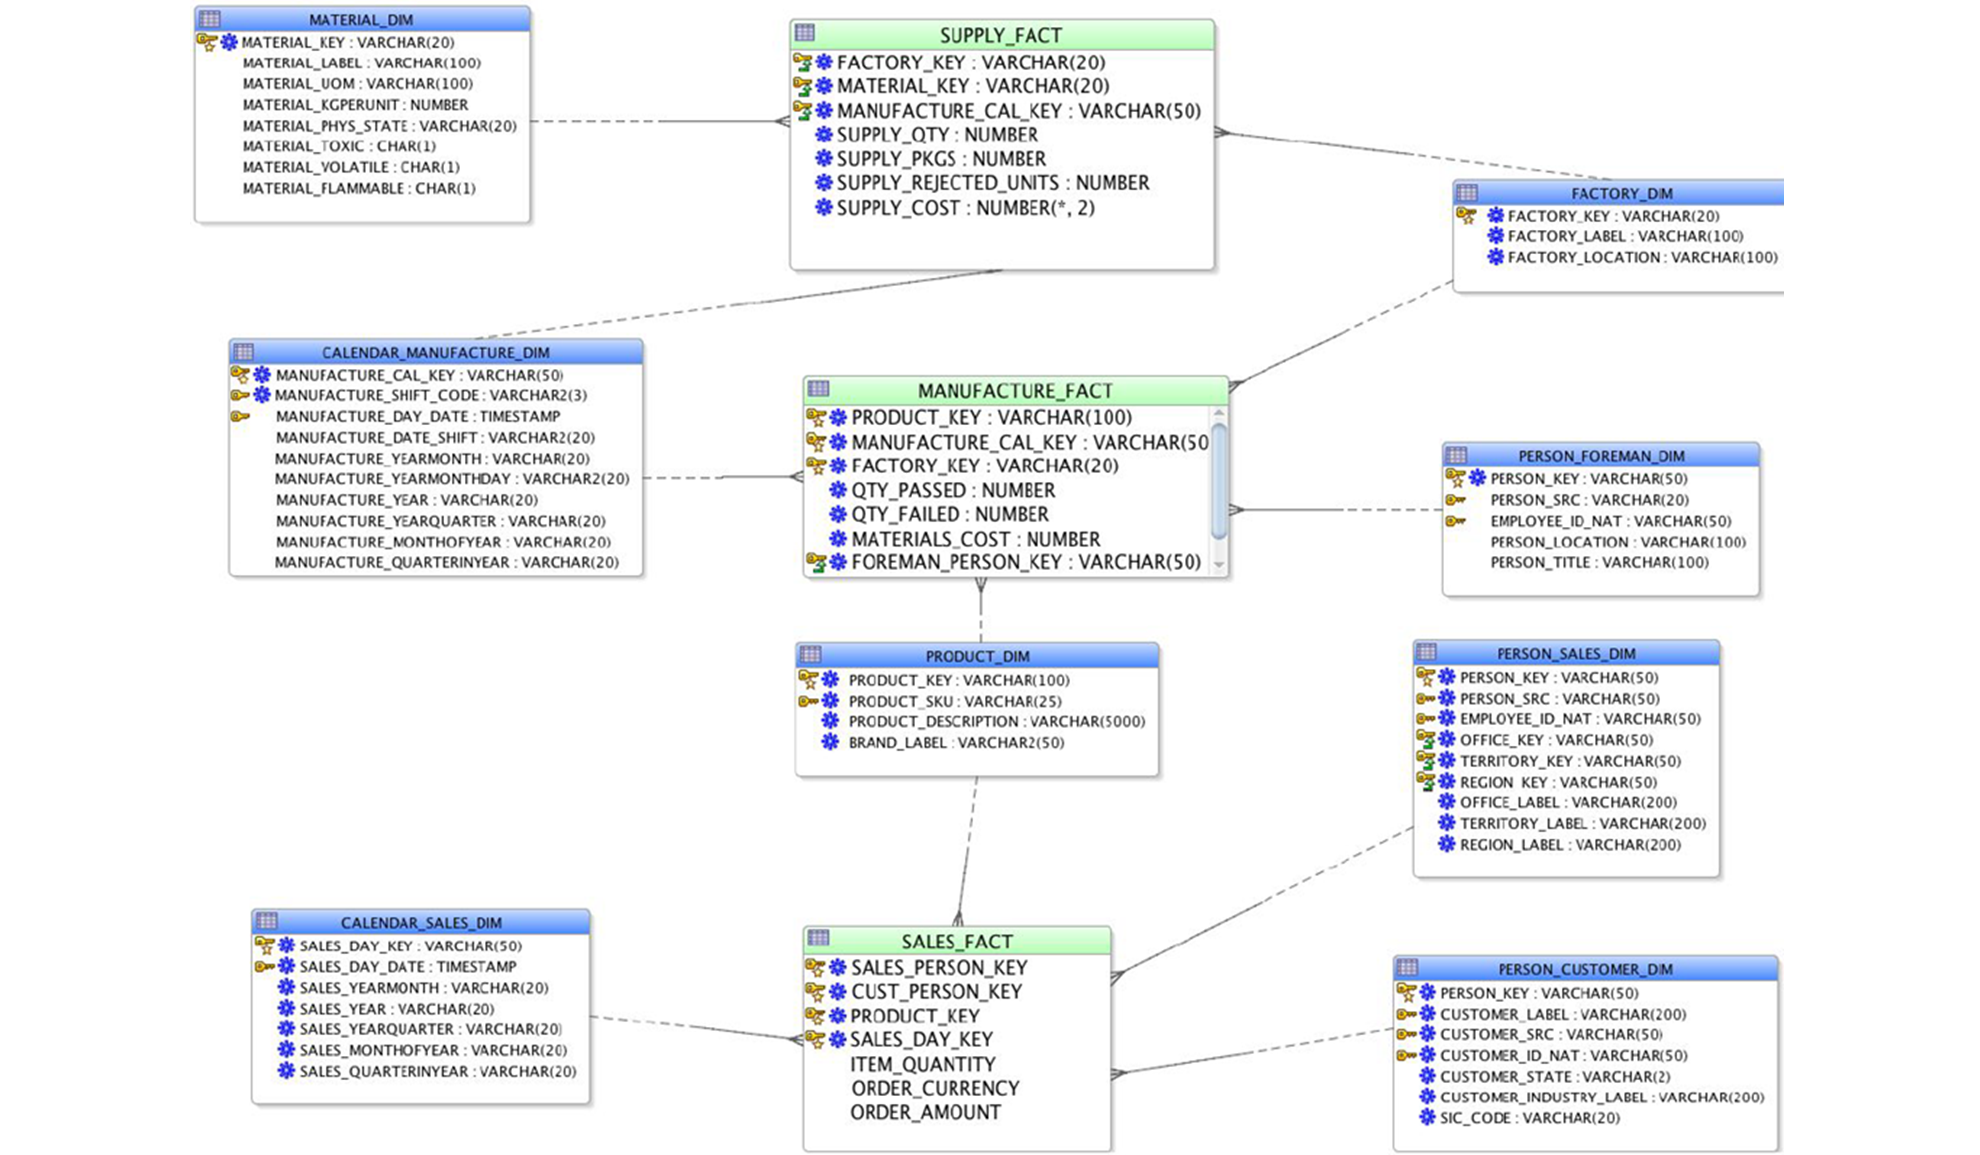 MATERIAL_DIM
MATERIAL_KEY : VARCHAR(20)
MATERIAL_LABEL : VARCHAR(100)
MATERIAL_UOM : VARCHAR(100)
MATERIAL_KGPERUNIT : NUMBER
MATERIAL_PHYS_STATE : VARCHAR(20)
MATERIAL_TOXIC : CHAR(1)
MATERIAL_VOLATILE : CHAR(1)
MATERIAL_FLAMMABLE : CHAR(1)
SUPPLY_FACT
FACTORY_KEY : VARCHAR(20)
MATERIAL_KEY : VARCHAR(20)
MANUFACTURE_CAL_KEY : VARCHAR(50)
SUPPLY_QTY : NUMBER
SUPPLY_PKGS : NUMBER
SUPPLY_REJECTED_UNITS : NUMBER
SUPPLY_COST : NUMBER(*, 2)
FACTORY_DIM
FACTORY_KEY : VARCHAR(20)
FACTORY_LABEL : VARCHAR(100)
FACTORY_LOCATION : VARCHAR(100)
CALENDAR_MANUFACTURE_DIM
MANUFACTURE_CAL_KEY : VARCHAR(50)
MANUFACTURE_SHIFT_CODE : VARCHAR2(3)
MANUFACTURE_DAY_DATE : TIMESTAMP
MANUFACTURE_DATE_SHIFT : VARCHAR2(20)
MANUFACTURE_YEARMONTH : VARCHAR(20)
MANUFACTURE_YEARMONTHDAY : VARCHAR2(20)
MANUFACTURE_YEAR : VARCHAR(20)
MANUFACTURE_YEARQUARTER : VARCHAR(20)
MANUFACTURE_MONTHOFYEAR : VARCHAR(20)
MANUFACTURE_QUARTERINYEAR : VARCHAR(20)
MANUFACTURE_FACT
PRODUCT_KEY : VARCHAR(100)
MANUFACTURE_CAL_KEY : VARCHAR(50
FACTORY_KEY : VARCHAR(20)
QTY_PASSED : NUMBER
QTY_FAILED : NUMBER
MATERIALS_COST : NUMBER
FOREMAN_PERSON_KEY : VARCHAR(50)
PERSON_FOREMAN_DIM
PERSON_KEY : VARCHAR(50)
PERSON_SRC : VARCHAR(20)
EMPLOYEE_ID_NAT : VARCHAR(50)
PERSON_LOCATION : VARCHAR(100)
PERSON_TITLE : VARCHAR(100)
PRODUCT_DIM
PRODUCT_KEY : VARCHAR(100)
PRODUCT_SKU : VARCHAR(25)
PRODUCT_DESCRIPTION : VARCHAR(5000)
BRAND_LABEL : VARCHAR2(50)
PERSON_SALES_DIM
PERSON_KEY : VARCHAR(50)
PERSON_SRC : VARCHAR(50)
EMPLOYEE_ID_NAT : VARCHAR(50)
OFFICE_KEY : VARCHAR(50)
TERRITORY_KEY : VARCHAR(50)
REGION_KEY : VARCHAR(50)
OFFICE_LABEL : VARCHAR(200)
TERRITORY_LABEL : VARCHAR(200)
REGION_LABEL : VARCHAR(200)
CALENDAR_SALES_DIM
SALES_DAY_KEY : VARCHAR(50)
SALES_DAY_DATE : TIMESTAMP
SALES_YEARMONTH : VARCHAR(20)
SALES_YEAR : VARCHAR(20)
SALES_YEARQUARTER : VARCHAR(20)
SALES_MONTHOFYEAR : VARCHAR(20)
SALES_QUARTERINYEAR : VARCHAR(20)
SALES_FACT
SALES_PERSON_KEY
CUST_PERSON_KEY
PRODUCT_KEY
SALES_DAY_KEY
ITEM_QUANTITY
ORDER_CURRENCY
ORDER_AMOUNT
PERSON_CUSTOMER_DIM
PERSON_KEY : VARCHAR(50)
CUSTOMER_LABEL : VARCHAR(200)
CUSTOMER_SRC : VARCHAR(50)
CUSTOMER_ID_NAT : VARCHAR(50)
CUSTOMER_STATE : VARCHAR(2)
CUSTOMER_INDUSTRY_LABEL : VARCHAR(200)
SIC_CODE : VARCHAR(20)